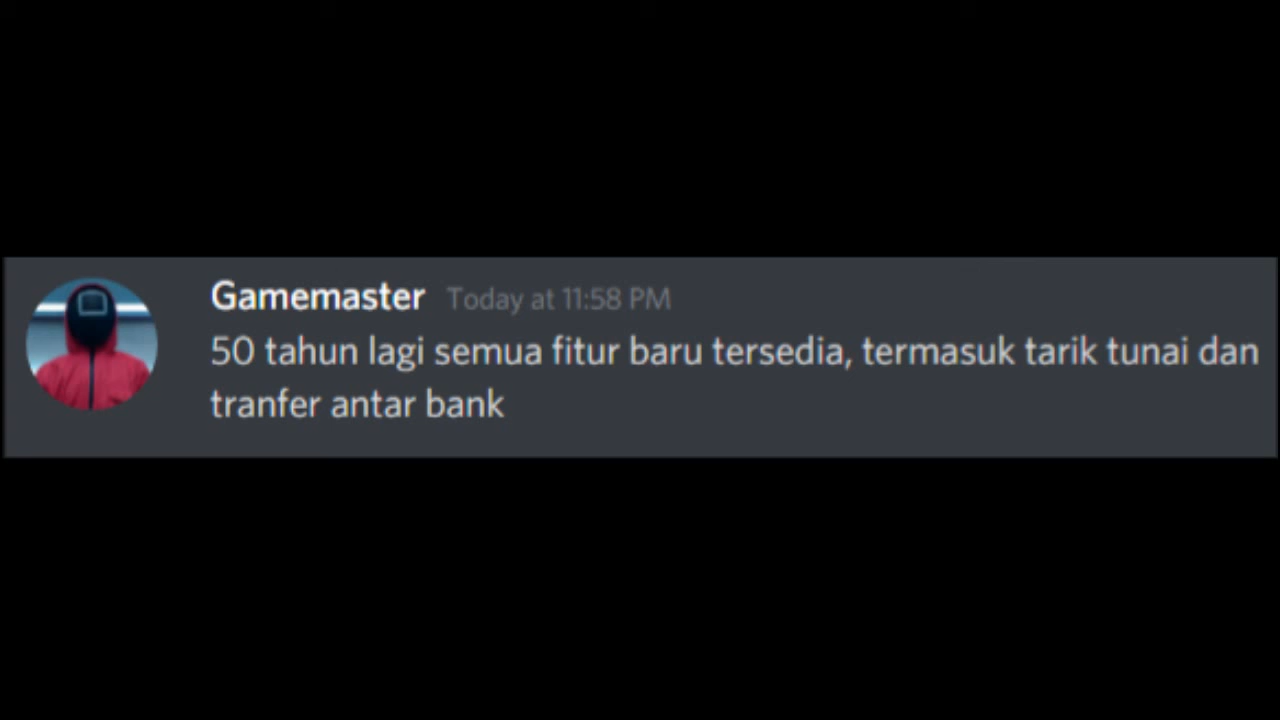 Gamemaster Today at 11:58 PM
50 tahun lagi semua fitur baru tersedia, termasuk tarik tunai dan
tranfer antar bank